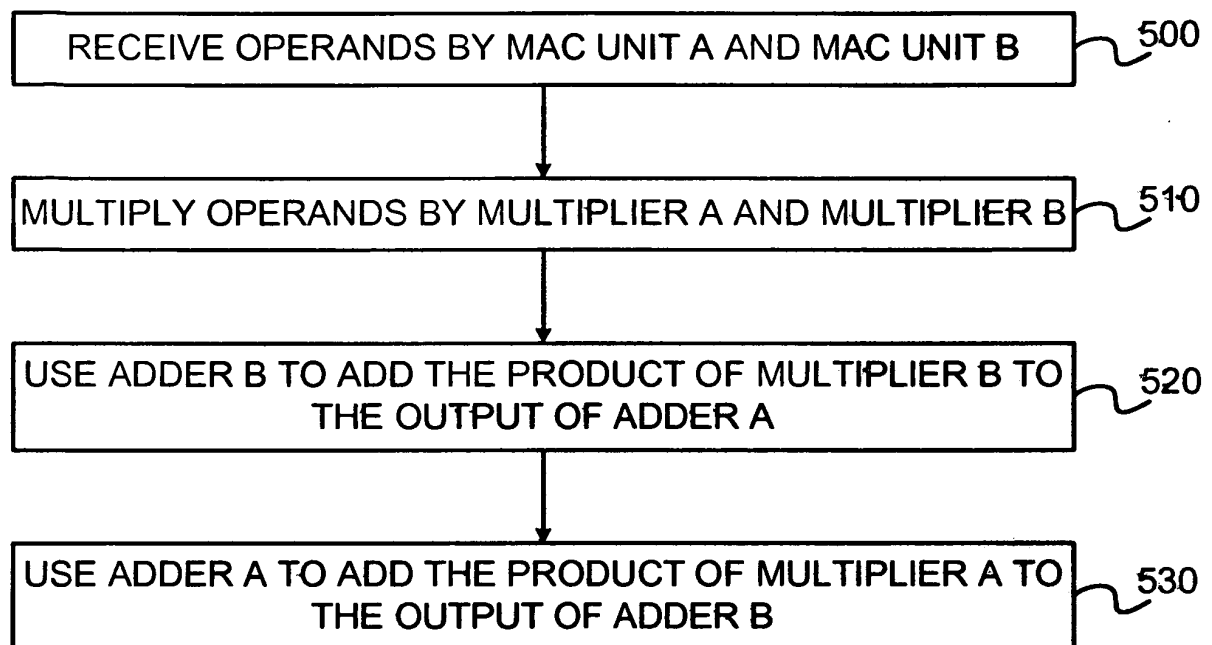 RECEIVE OPERANDS BY MAC UNIT A AND MAC UNIT B
500
MULTIPLY OPERANDS BY MULTIPLIER A AND MULTIPLIER B
510
USE ADDER B TO ADD THE PRODUCT OF MULTIPLIER B TO
THE OUTPUT OF ADDER A
520
USE ADDER A TO ADD THE PRODUCT OF MULTIPLIER A TO
THE OUTPUT OF ADDER B
530